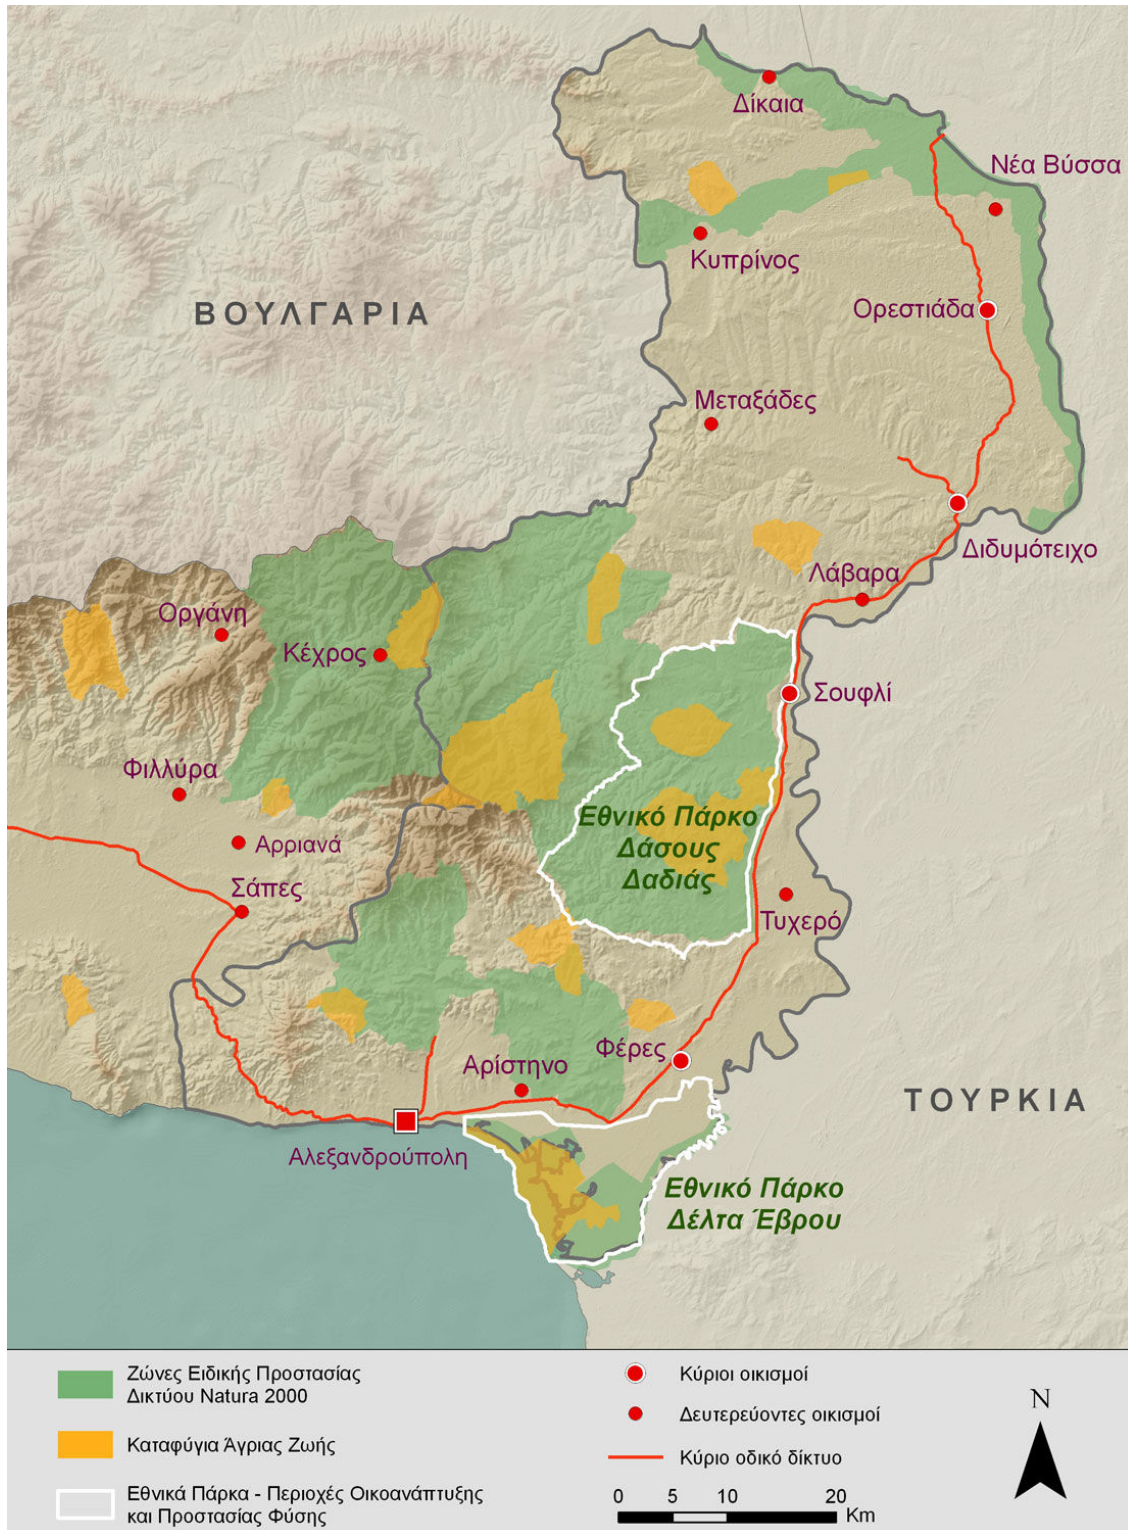 Δίκαια
Νέα Βύσσα
Κυπρίνος
ΒΟΥΛΓΑΡΙΑ
Ορεστιάδα
Μεταξάδες
Διδυμότειχο
Λάβαρα
Οργάνη
Κέχρος
Σουφλί
Φιλλύρα
Εθνικό Πάρκο
Δάσους
Δαδιάς
Αρριανά
Σάπες
Τυχερό
Φέρες
Αρίστηνο
ΤΟΥΡΚΙΑ
Αλεξανδρούπολη
Εθνικό Πάρκο
Δέλτα Έβρου
Ζώνες Ειδικής Προστασίας
Δικτύου Natura 2000
Καταφύγια Άγριας Ζωής
Εθνικά Πάρκα - Περιοχές Οικοανάπτυξης
και Προστασίας Φύσης
Κύριοι οικισμοί
Δευτερεύοντες οικισμοί
Κύριο οδικό δίκτυο
0 5 10 20
Km
N